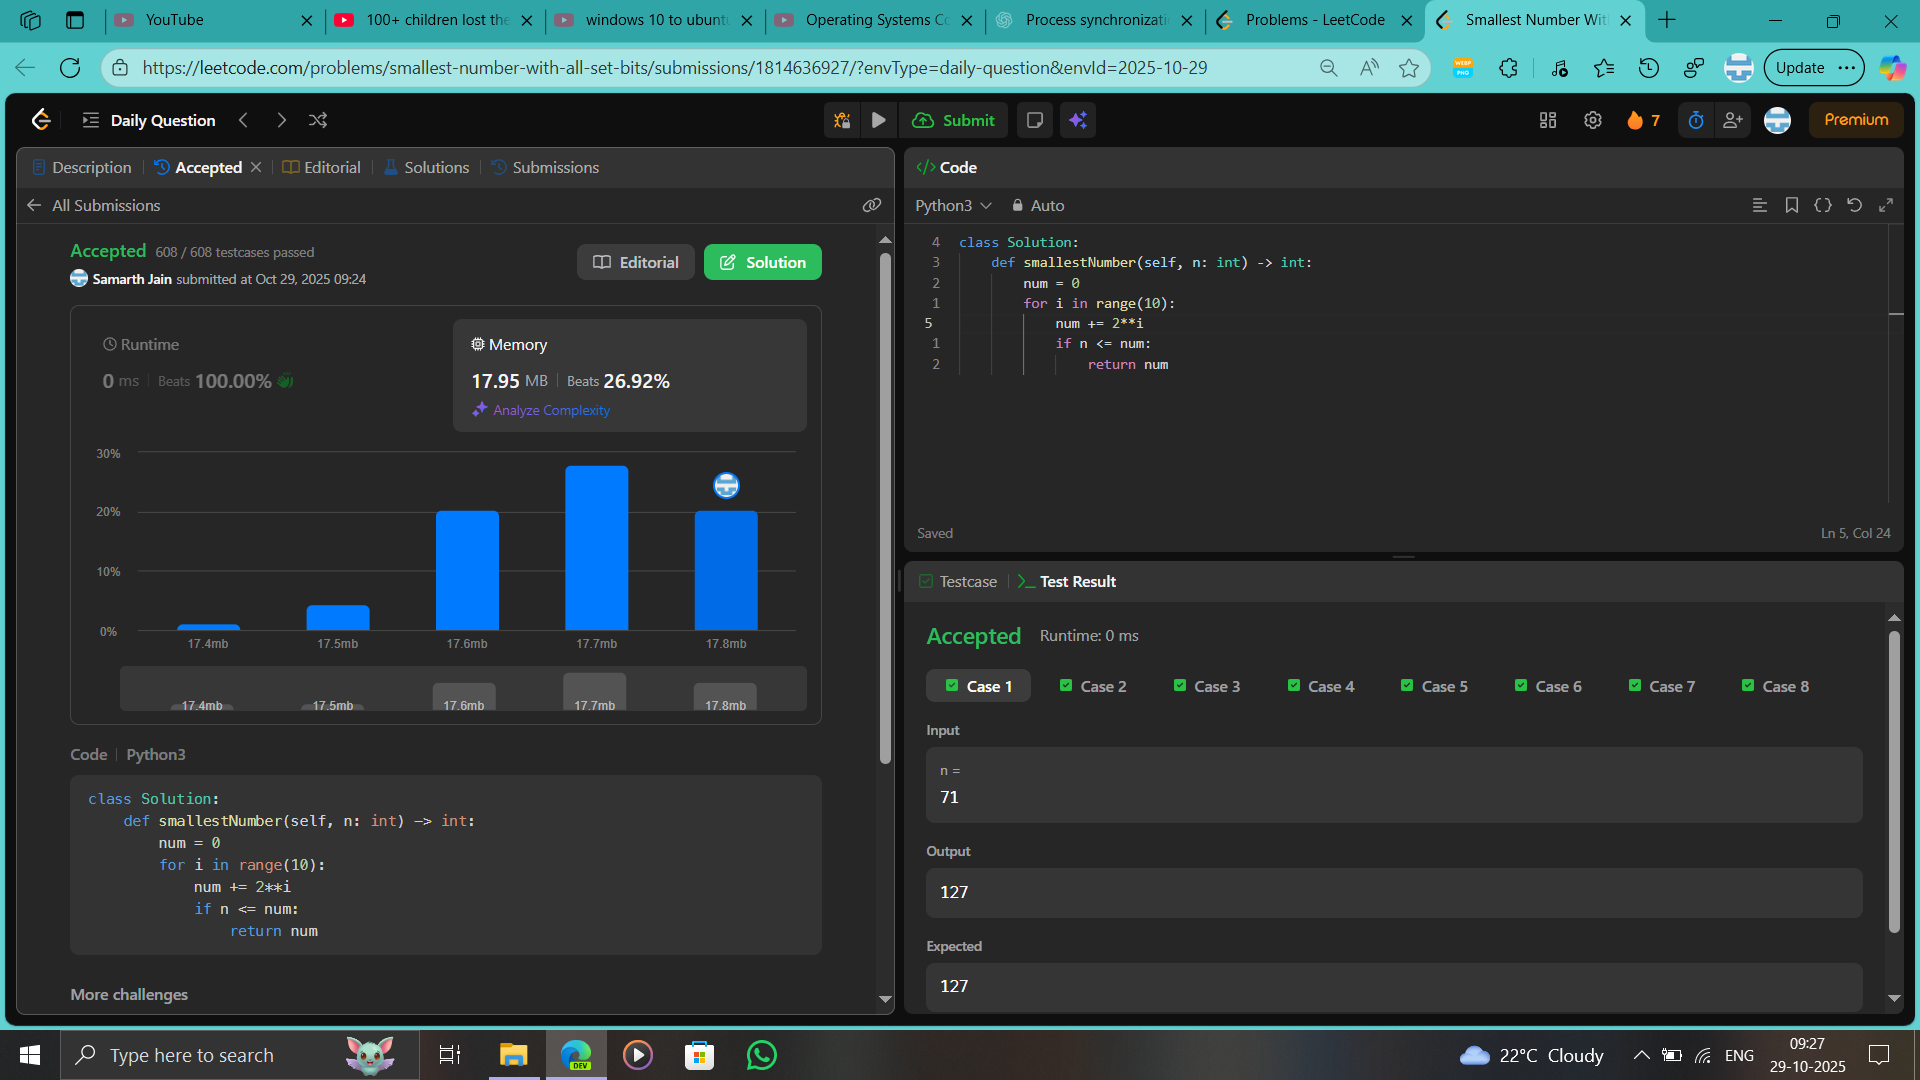 YouTube
100+ children lost the
windows 10 to ubuntu
Operating Systems Co
Process synchronizati
Problems - LeetCode
Smallest Number Wit
https://leetcode.com/problems/smallest-number-with-all-set-bits/submissions/1814636927/?envType=daily-question&envId=2025-10-29
WEBP
PNG
Update
Daily Question
Submit
7
Premium
Description
Accepted
Editorial
Solutions
Submissions
All Submissions
Accepted 608 / 608 testcases passed
Samarth Jain submitted at Oct 29, 2025 09:24
Editorial
Solution
Runtime
0 ms Beats 100.00%
Memory
17.95 MB Beats 26.92%
Analyze Complexity
30%
20%
10%
0%
17.4mb 17.5mb 17.6mb 17.7mb 17.8mb
17.4mb 17.5mb 17.6mb 17.7mb 17.8mb
Code Python3
class Solution:
    def smallestNumber(self, n: int) -> int:
        num = 0
        for i in range(10):
            num += 2**i
            if n <= num:
                return num
More challenges
</> Code
Python3
Auto
4 class Solution:
3     def smallestNumber(self, n: int) -> int:
2         num = 0
1         for i in range(10):
5             num += 2**i
1             if n <= num:
2                 return num
Saved
Ln 5, Col 24
Testcase
>_ Test Result
Accepted Runtime: 0 ms
Case 1
Case 2
Case 3
Case 4
Case 5
Case 6
Case 7
Case 8
Input
n =
71
Output
127
Expected
127
Type here to search
DEV
22°C Cloudy
ENG
09:27
29-10-2025